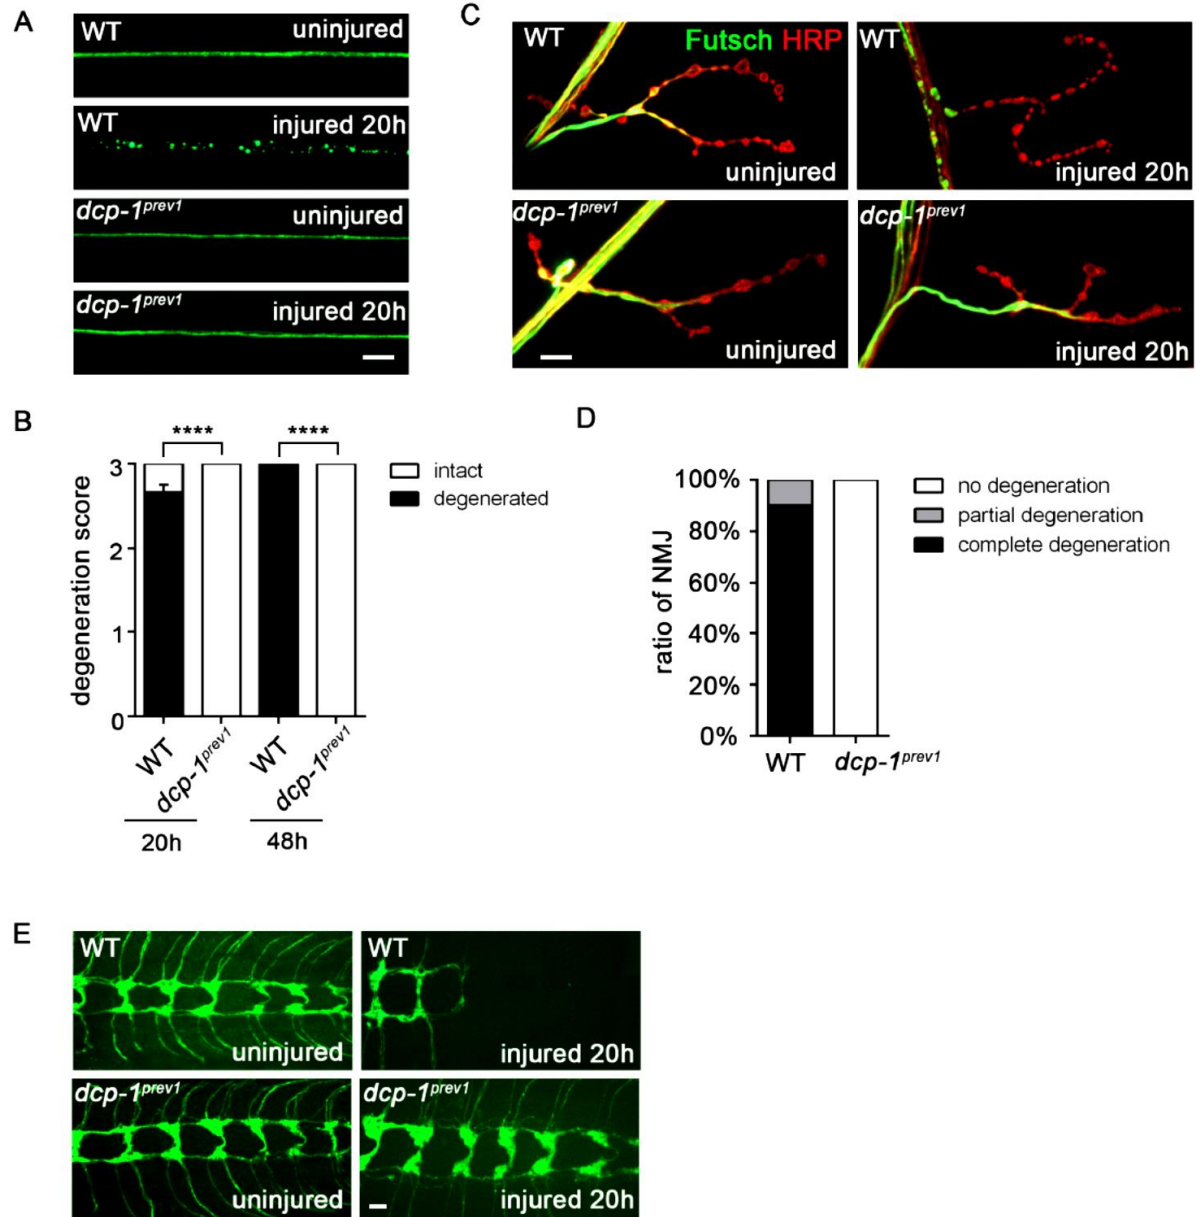 A
WT uninjured
WT injured 20h
dcp-1prev1 uninjured
dcp-1prev1 injured 20h
B
**** ****
3
2
1
0
degeneration score
intact
degenerated
WT dcp-1prev1 WT dcp-1prev1
20h 48h
C
WT Futsch HRP
uninjured
WT
injured 20h
dcp-1prev1
uninjured
dcp-1prev1
injured 20h
D
100%
80%
60%
40%
20%
0%
ratio of NMJ
no degeneration
partial degeneration
complete degeneration
WT dcp-1prev1
E
WT
uninjured
WT
injured 20h
dcp-1prev1
uninjured
dcp-1prev1
injured 20h